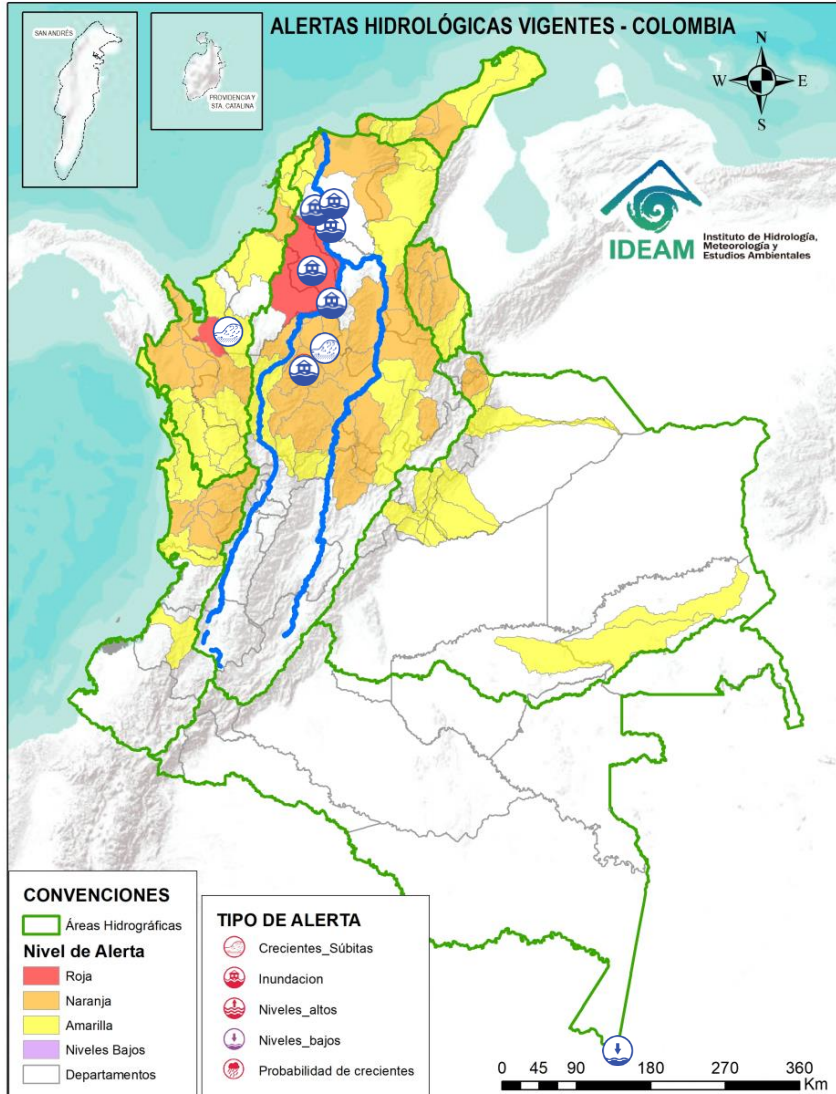 ALERTAS HIDROLÓGICAS VIGENTES - COLOMBIA
SAN ANDRÉS
PROVIDENCIA Y
STA. CATALINA
N
W
E
S
IDEAM
Instituto de Hidrología,
Meteorología y
Estudios Ambientales
CONVENCIONES
Áreas Hidrográficas
Nivel de Alerta
Roja
Naranja
Amarilla
Niveles Bajos
Departamentos
TIPO DE ALERTA
Crecientes_Súbitas
Inundacion
Niveles_altos
Niveles_bajos
Probabilidad de crecientes
0 45 90 180 270 360
Km